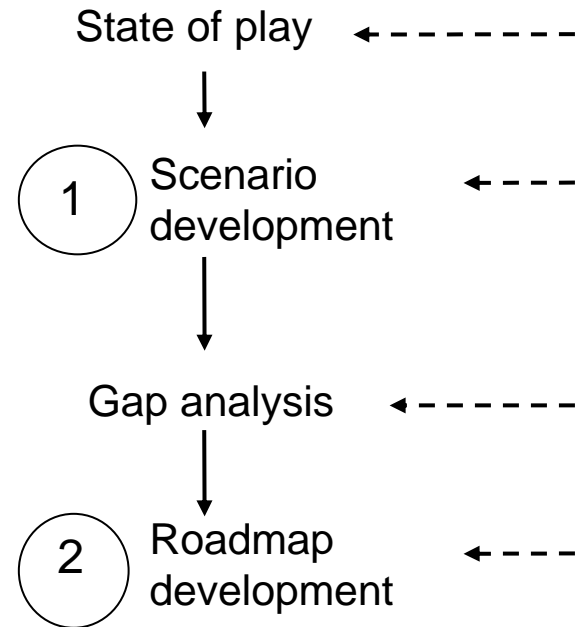 State of play
1
Scenario
development
Gap analysis
2
Roadmap
development